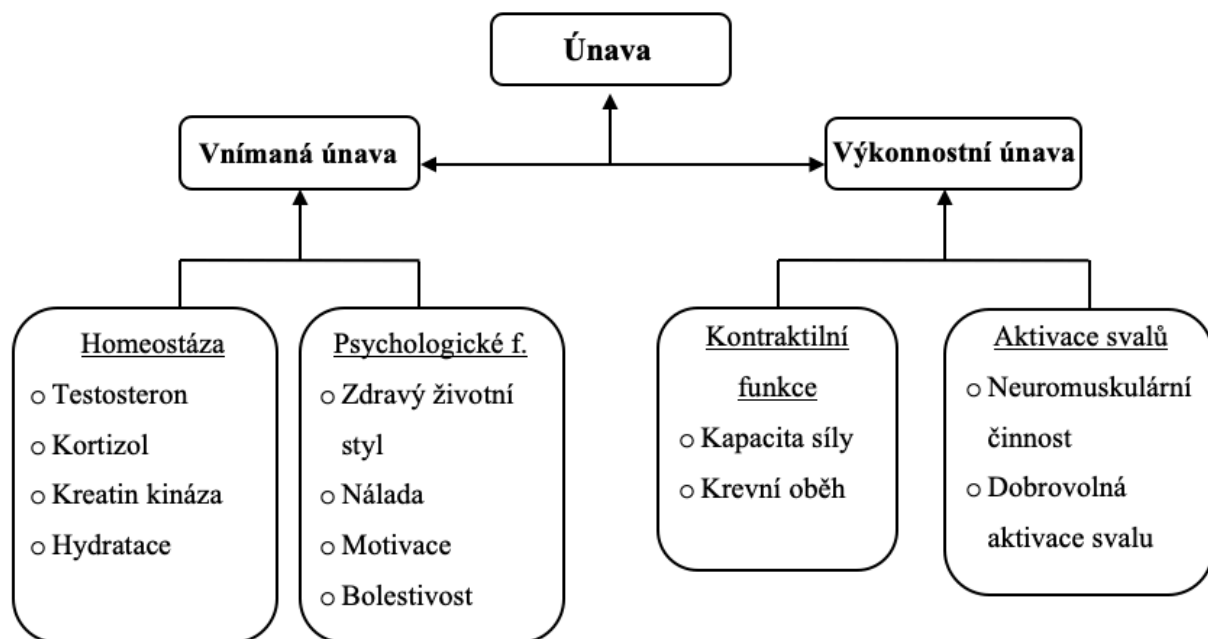 Únava
Vnímaná únava
Výkonnostní únava
Homeostáza
○ Testosteron
○ Kortizol
○ Kreatin kináza
○ Hydratace
Psychologické f.
○ Zdravý životní
styl
○ Nálada
○ Motivace
○ Bolestivost
Kontraktilní
funkce
○ Kapacita síly
○ Krevní oběh
Aktivace svalů
○ Neuromuskulární
činnost
○ Dobrovolná
aktivace svalu